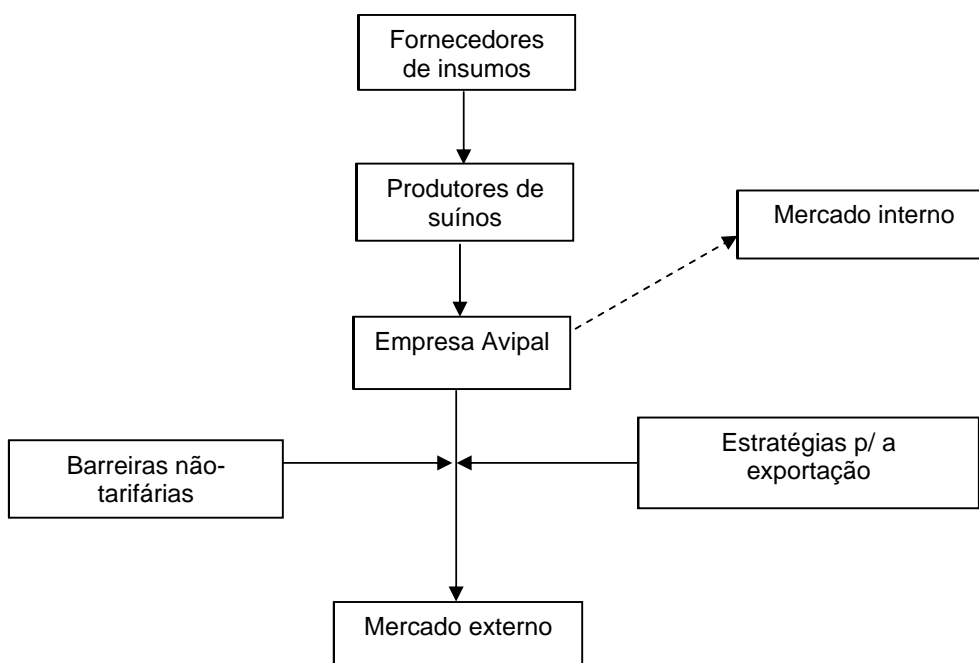 Fornecedores
de insumos
Produtores de
suínos
Mercado interno
Empresa Avipal
Barreiras não-
tarifárias
Estratégias p/ a
exportação
Mercado externo